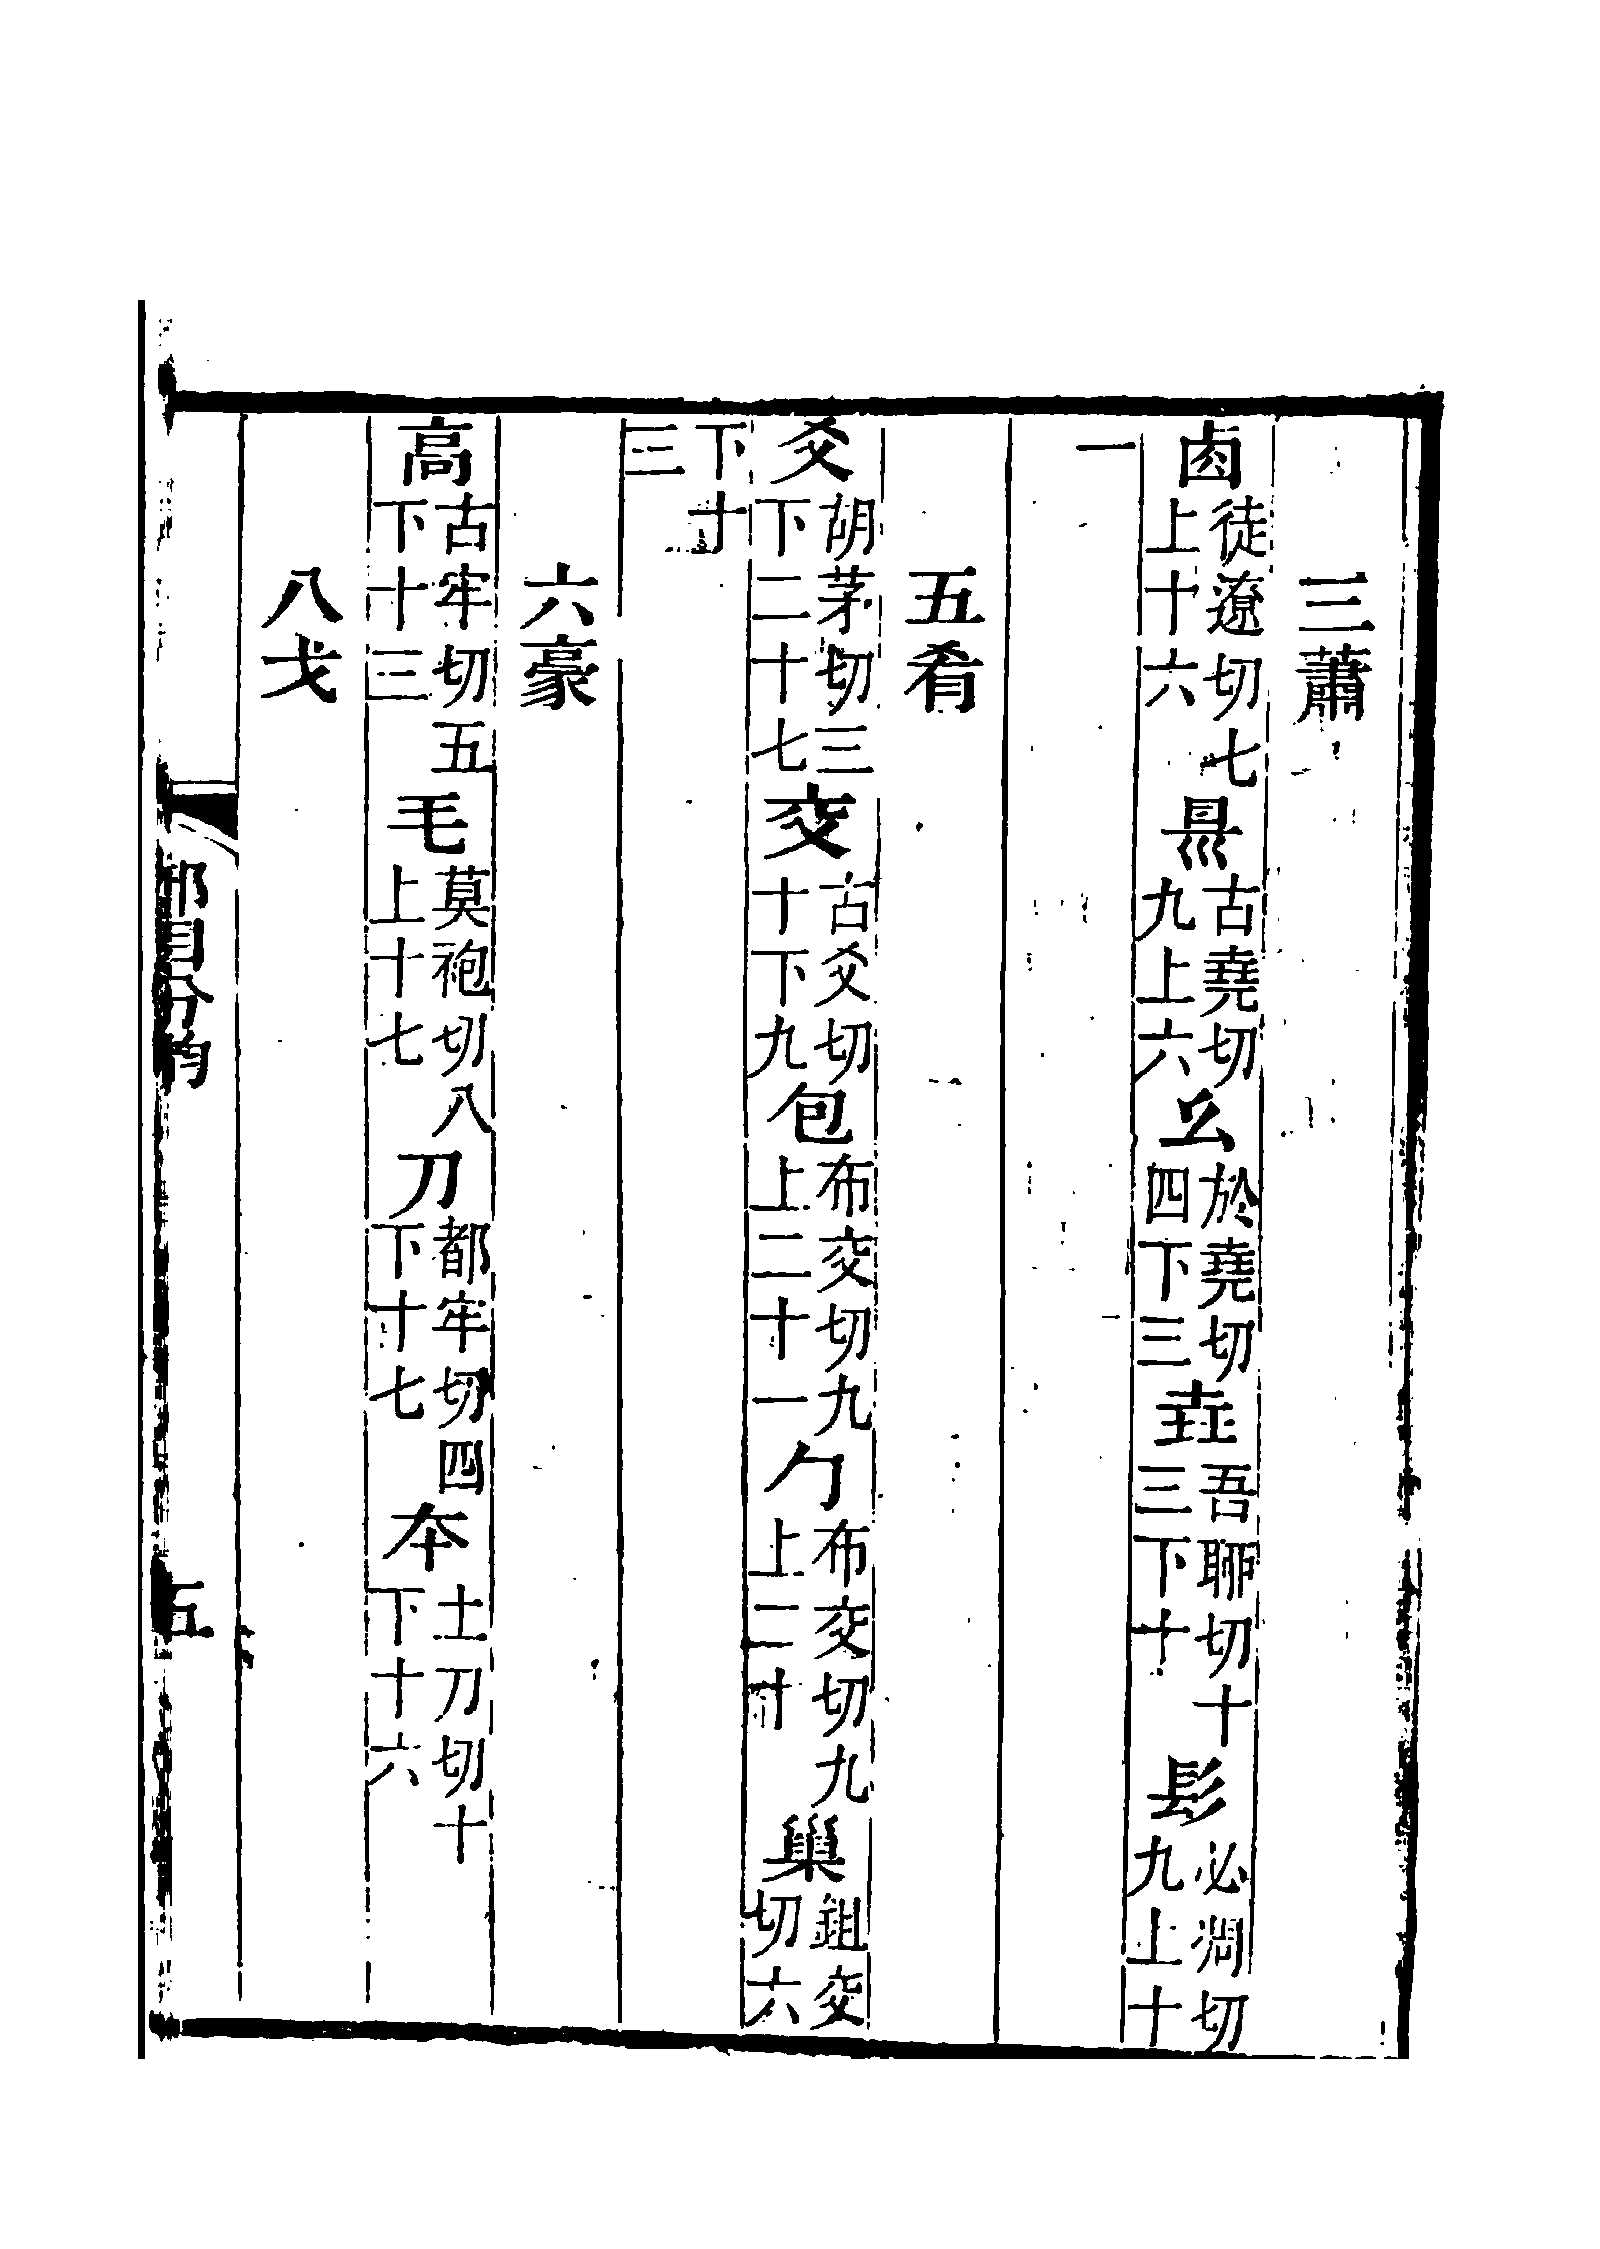 三蕭
卤徒遼切七上十六県古堯切九上六幺於堯切四下三垚吾聊切十三下十髟必凋切九上十
一
五肴
爻胡茅切三下二十七交古爻切十下九包布交切九上二十一勹布交切九上二十巢鉏交切六
下十三
六豪
高古牢切五下十三毛莫袍切八上十七刀都牢切四下十七夲土刀切十下十六
八戈
部目分韵 五